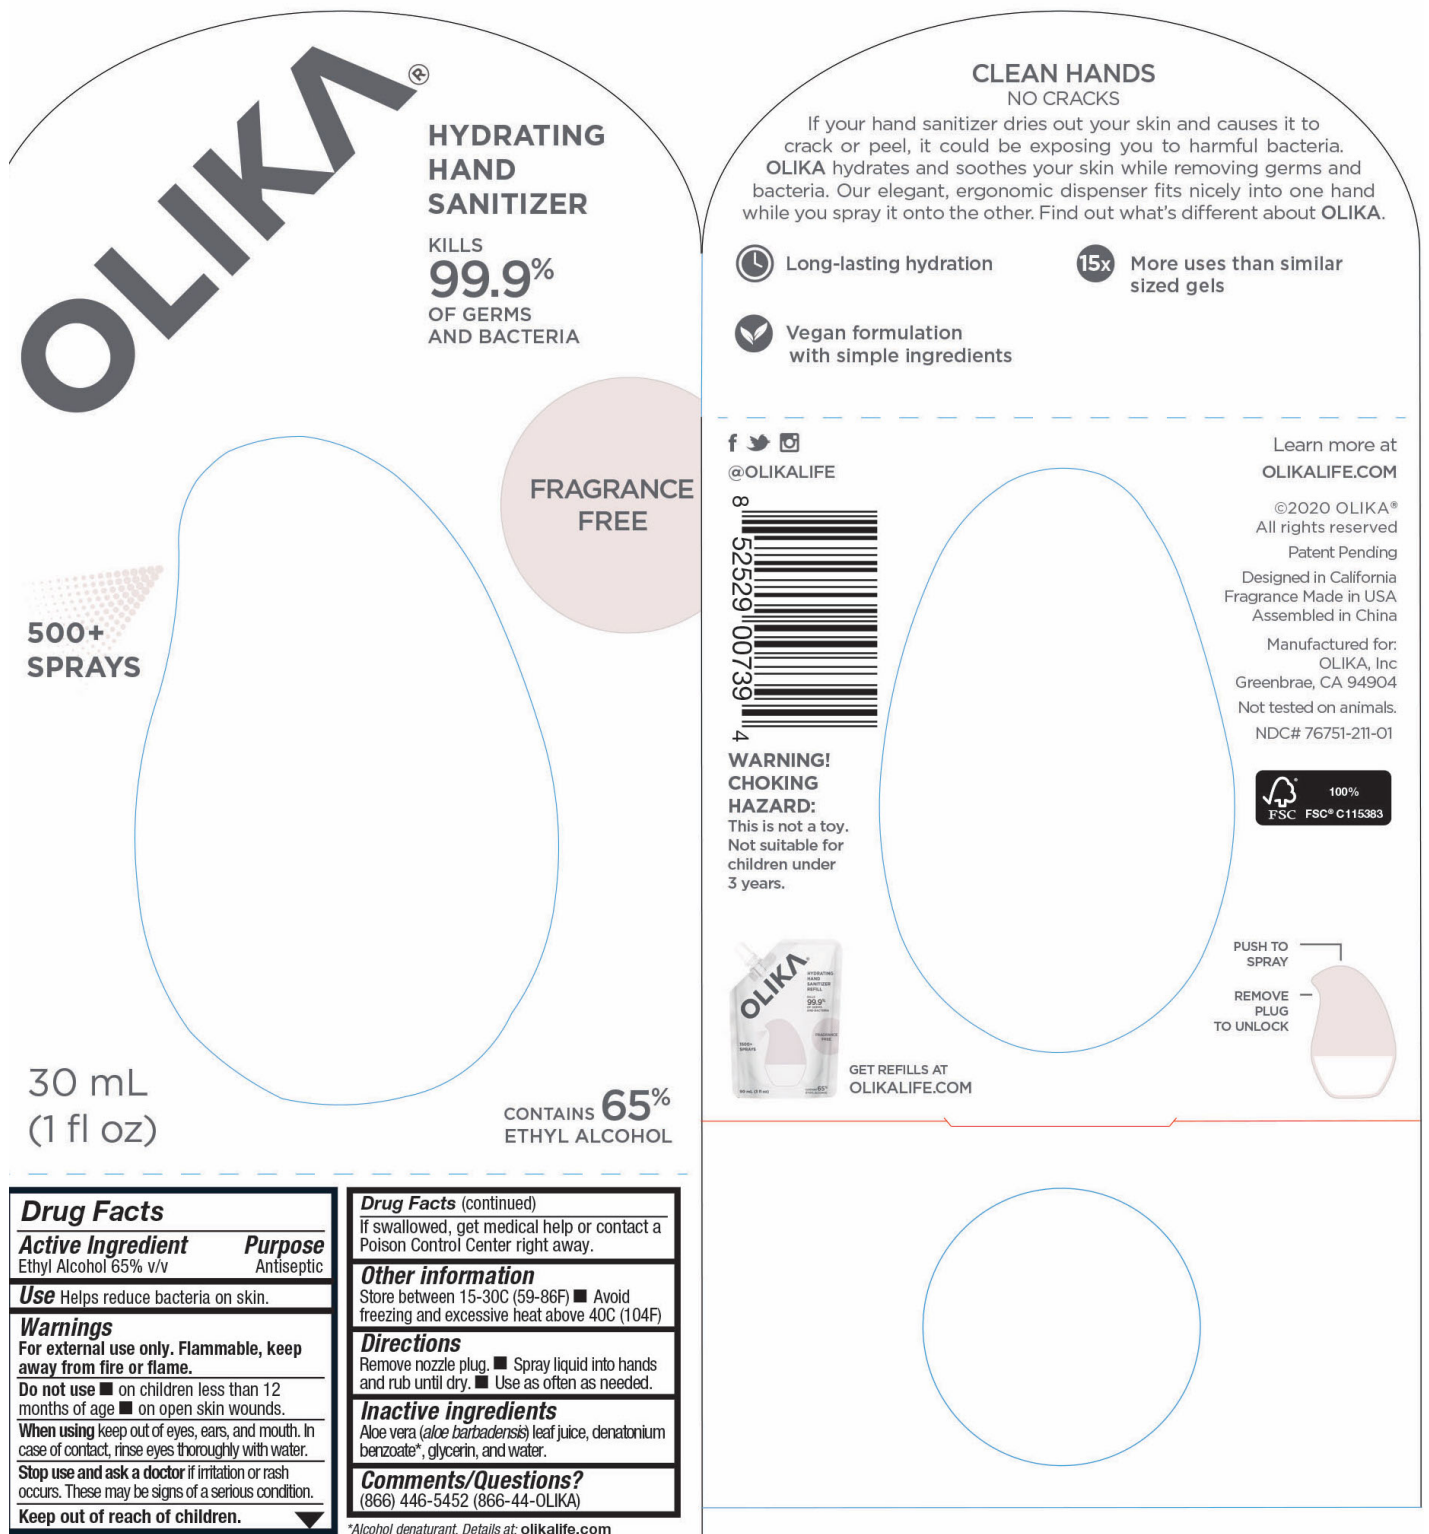 OLIKA®
HYDRATING
HAND
SANITIZER
KILLS
99.9%
OF GERMS
AND BACTERIA
FRAGRANCE
FREE
500+
SPRAYS
30 mL
(1 fl oz)
CONTAINS 65%
ETHYL ALCOHOL
Drug Facts
Active Ingredient Purpose
Ethyl Alcohol 65% v/v Antiseptic
Use Helps reduce bacteria on skin.
Warnings
For external use only. Flammable, keep
away from fire or flame.
Do not use ■ on children less than 12
months of age ■ on open skin wounds.
When using keep out of eyes, ears, and mouth. In
case of contact, rinse eyes thoroughly with water.
Stop use and ask a doctor if irritation or rash
occurs. These may be signs of a serious condition.
Keep out of reach of children.
Drug Facts (continued)
If swallowed, get medical help or contact a
Poison Control Center right away.
Other information
Store between 15-30C (59-86F) ■ Avoid
freezing and excessive heat above 40C (104F)
Directions
Remove nozzle plug. ■ Spray liquid into hands
and rub until dry. ■ Use as often as needed.
Inactive ingredients
Aloe vera (aloe barbadensis) leaf juice, denatonium
benzoate*, glycerin, and water.
Comments/Questions?
(866) 446-5452 (866-44-OLIKA)
*Alcohol denaturant. Details at: olikalife.com
CLEAN HANDS
NO CRACKS
If your hand sanitizer dries out your skin and causes it to
crack or peel, it could be exposing you to harmful bacteria.
OLIKA hydrates and soothes your skin while removing germs and
bacteria. Our elegant, ergonomic dispenser fits nicely into one hand
while you spray it onto the other. Find out what's different about OLIKA.
Long-lasting hydration
15x More uses than similar
sized gels
Vegan formulation
with simple ingredients
@OLIKALIFE
8 52529 00739 4
WARNING!
CHOKING
HAZARD:
This is not a toy.
Not suitable for
children under
3 years.
Learn more at
OLIKALIFE.COM
©2020 OLIKA®
All rights reserved
Patent Pending
Designed in California
Fragrance Made in USA
Assembled in China
Manufactured for:
OLIKA, Inc
Greenbrae, CA 94904
Not tested on animals.
NDC# 76751-211-01
FSC
100%
FSC® C115383
OLIKA
HYDRATING
HAND
SANITIZER
REFILL
99.9%
FRAGRANCE
FREE
SPRAYS
65%
GET REFILLS AT
OLIKALIFE.COM
PUSH TO
SPRAY
REMOVE
PLUG
TO UNLOCK